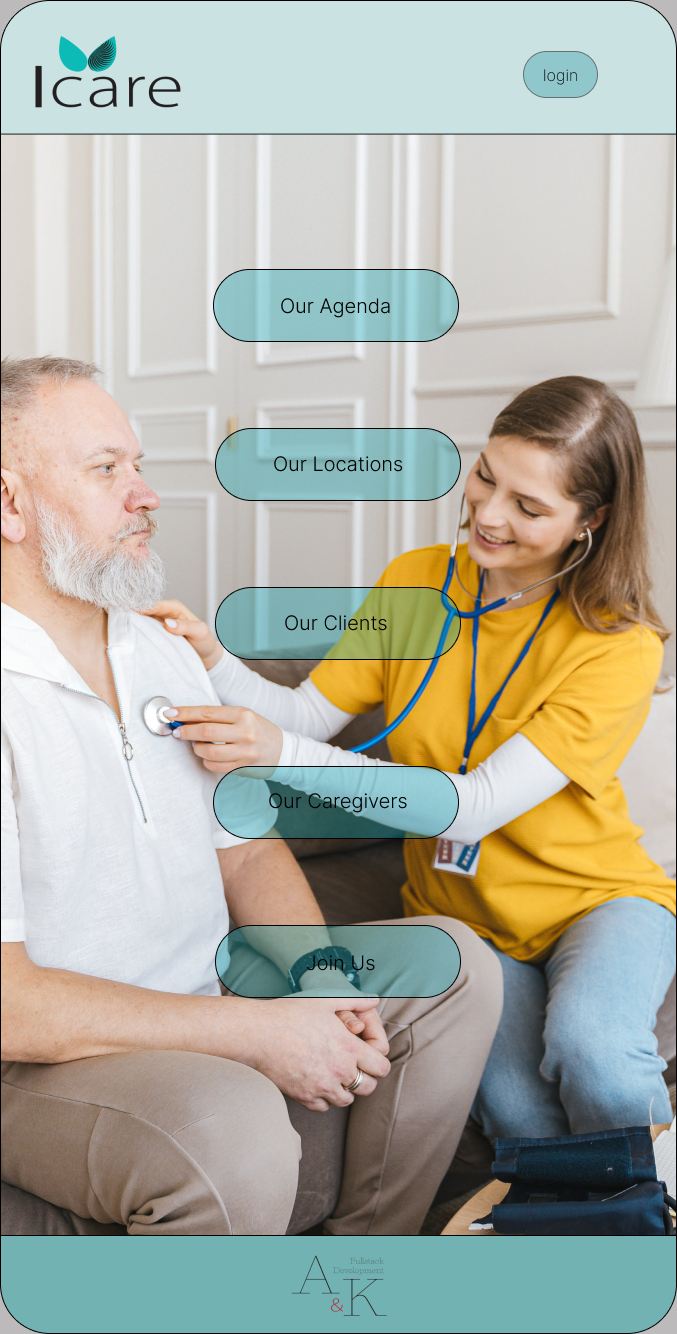 Icare
login
Our Agenda
Our Locations
Our Clients
Our Caregivers
Join Us
Fullstack
Development
A
&K